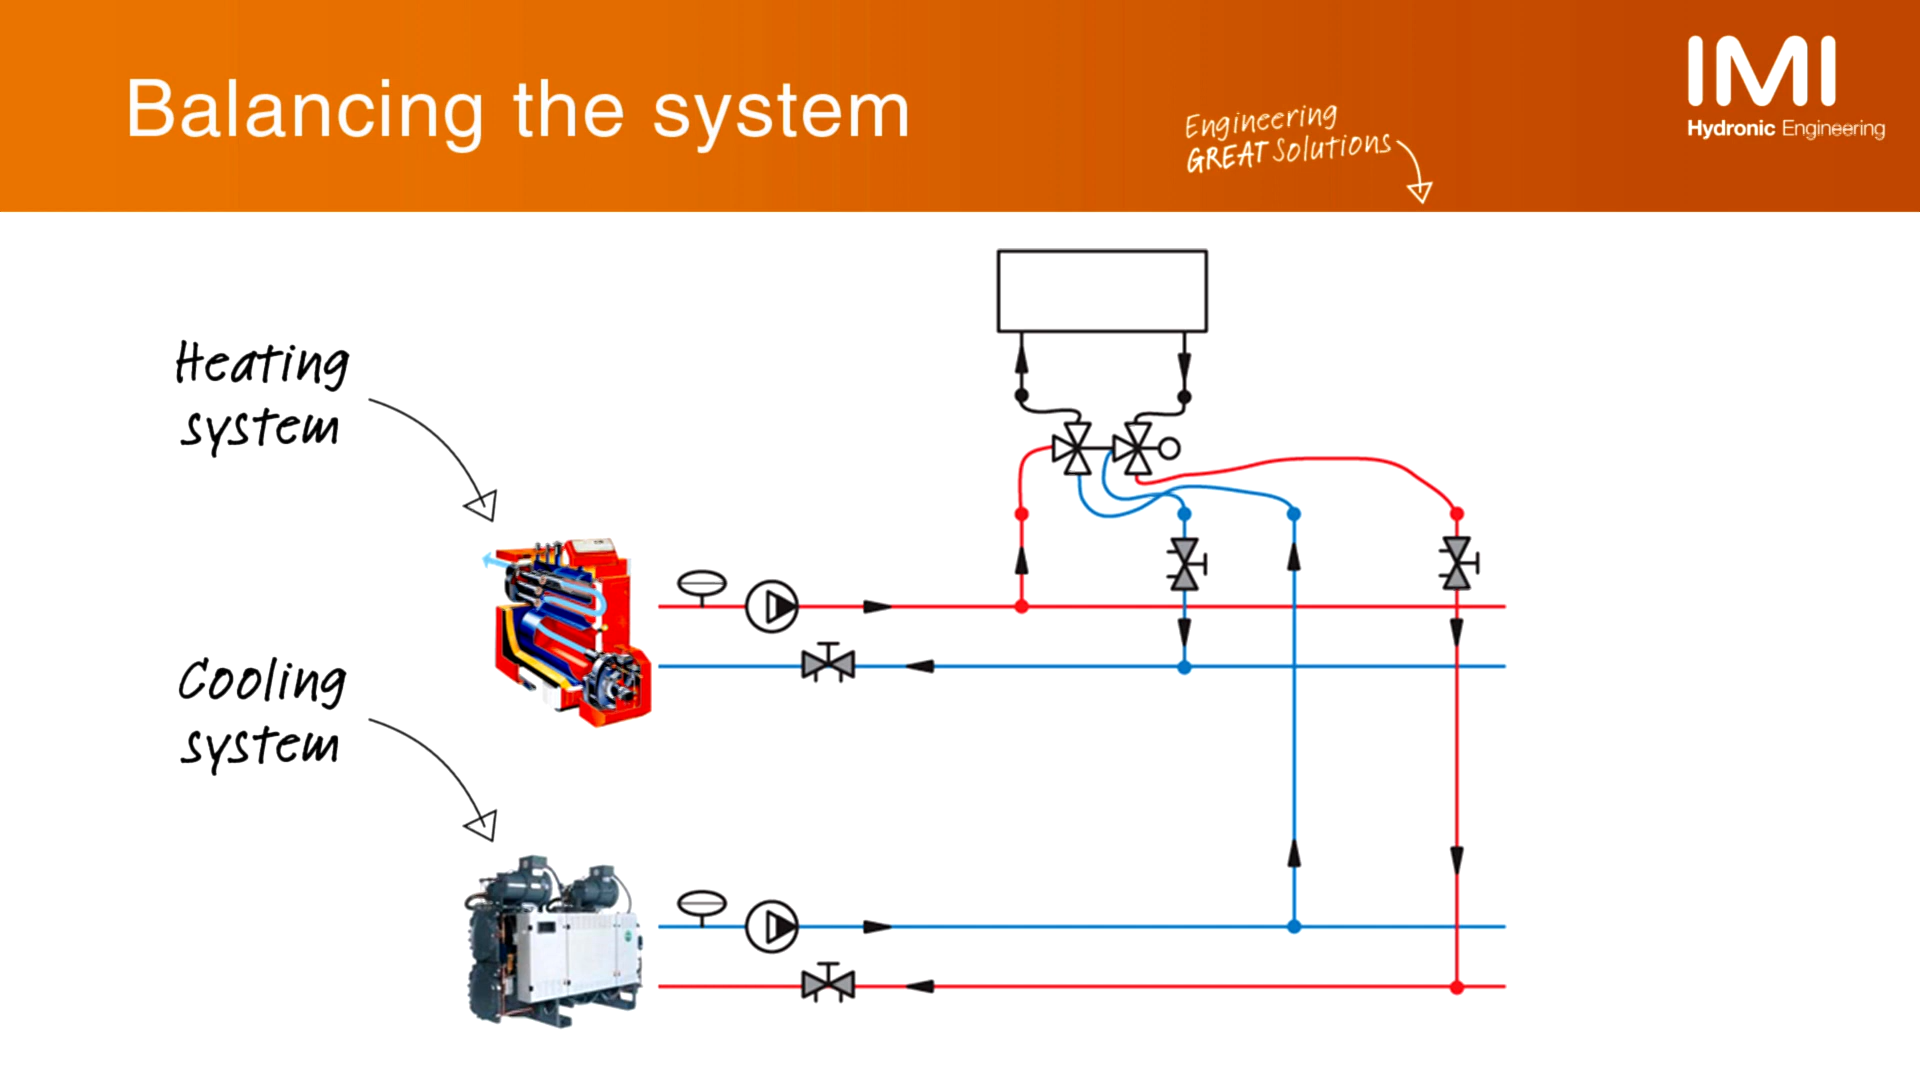 Balancing the system
Engineering
GREAT Solutions
IMI
Hydronic Engineering
Heating
system
Cooling
system